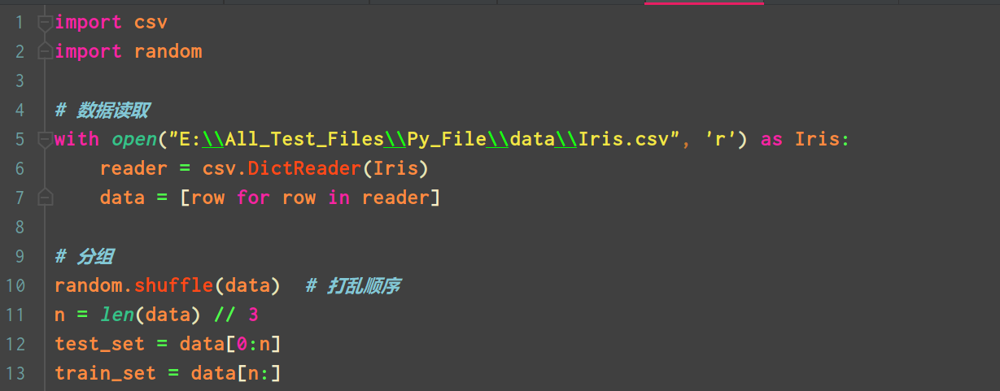 1 import csv
2 import random
3
4 # 数据读取
5 with open("E:\\All_Test_Files\\Py_File\\data\\Iris.csv", 'r') as Iris:
6     reader = csv.DictReader(Iris)
7     data = [row for row in reader]
8
9 # 分组
10 random.shuffle(data)  # 打乱顺序
11 n = len(data) // 3
12 test_set = data[0:n]
13 train_set = data[n:]